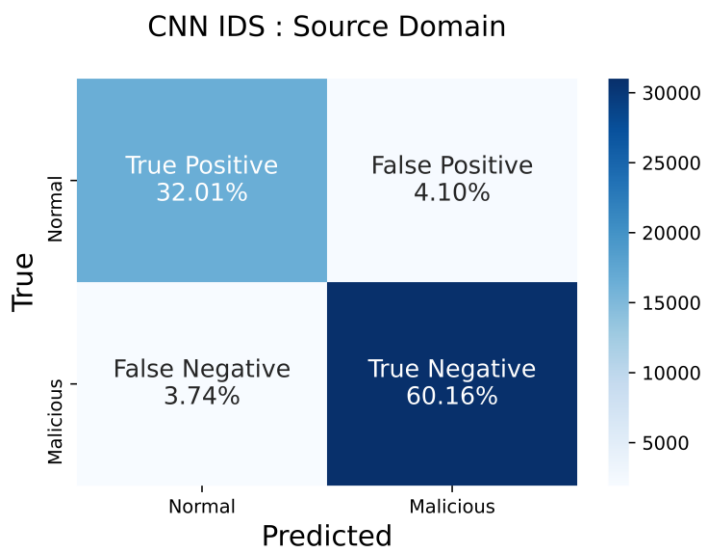 CNN IDS : Source Domain
True Positive
32.01%
False Positive
4.10%
Normal
False Negative
3.74%
True Negative
60.16%
Malicious
True
Normal
Malicious
Predicted
30000
25000
20000
15000
10000
5000